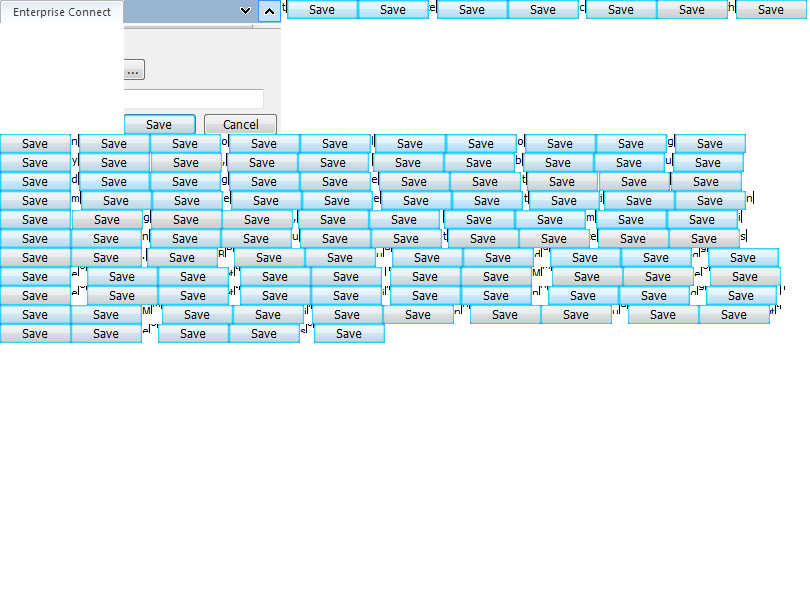 Enterprise Connect t Save Save e Save Save c Save Save h Save
...
Save Cancel
Save n Save Save o Save Save l Save Save o Save Save g Save
Save y Save Save , Save Save Save Save b Save Save u Save
Save d Save Save g Save Save e Save Save t Save Save Save
Save m Save Save e Save Save e Save Save t Save Save i Save Save n
Save Save g Save Save , Save Save Save Save m Save Save i
Save Save n Save Save u Save Save t Save Save e Save Save s
Save Save . Save B Save Save u Save Save d Save Save g Save
Save e Save Save t Save Save Save Save M Save Save e Save
Save e Save Save t Save Save i Save Save n Save Save g Save
Save Save M Save Save i Save Save n Save Save u Save Save t
Save Save e Save Save s Save